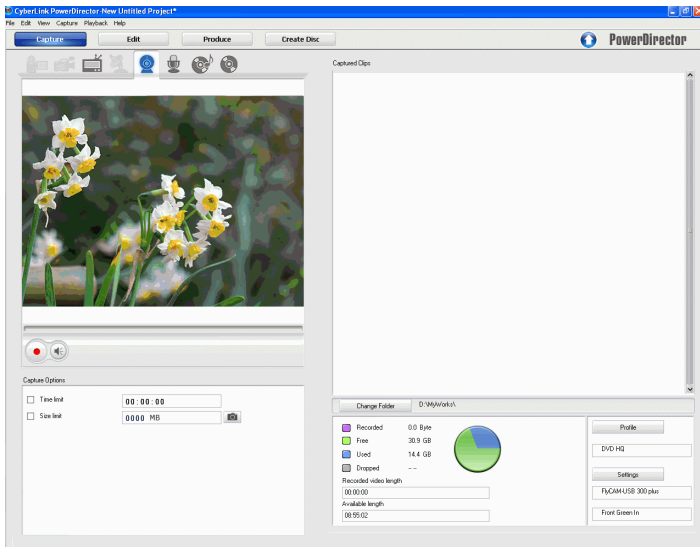 CyberLink PowerDirector-New Untitled Project*
File Edit View Capture Playback Help
Capture Edit Produce Create Disc
PowerDirector
Captured Clips
Capture Options
Time limit 00:00:00
Size limit 0000 MB
Change Folder D:\MyWorks\
Recorded 0.0 Byte
Free 30.9 GB
Used 14.4 GB
Dropped - -
Recorded video length
00:00:00
Available length
08:55:02
Profile
DVD HQ
Settings
FlyCAM-USB 300 plus
Front Green In